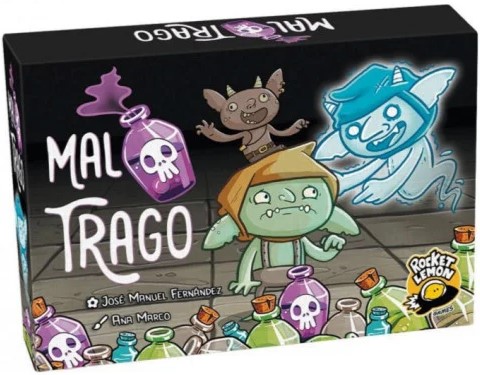 MAL TRAGO
MAL
TRAGO
JOSÉ MANUEL FERNÁNDEZ
ANA MARCO
ROCKET
LEMON
GAMES